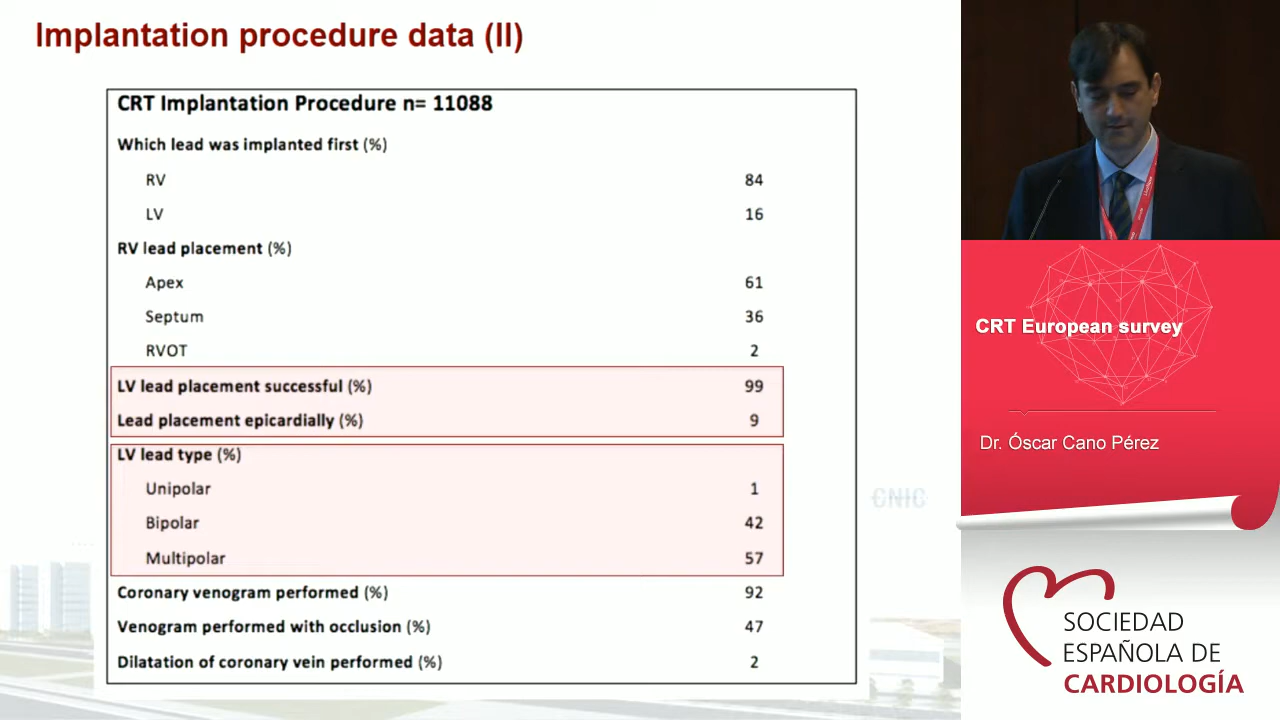 Implantation procedure data (II)
CRT Implantation Procedure n= 11088
Which lead was implanted first (%)
RV 84
LV 16
RV lead placement (%)
Apex 61
Septum 36
RVOT 2
LV lead placement successful (%) 99
Lead placement epicardially (%) 9
LV lead type (%)
Unipolar 1
Bipolar 42
Multipolar 57
Coronary venogram performed (%) 92
Venogram performed with occlusion (%) 47
Dilatation of coronary vein performed (%) 2
CNIC
CRT European survey
Dr. Óscar Cano Pérez
SOCIEDAD
ESPAÑOLA DE
CARDIOLOGÍA